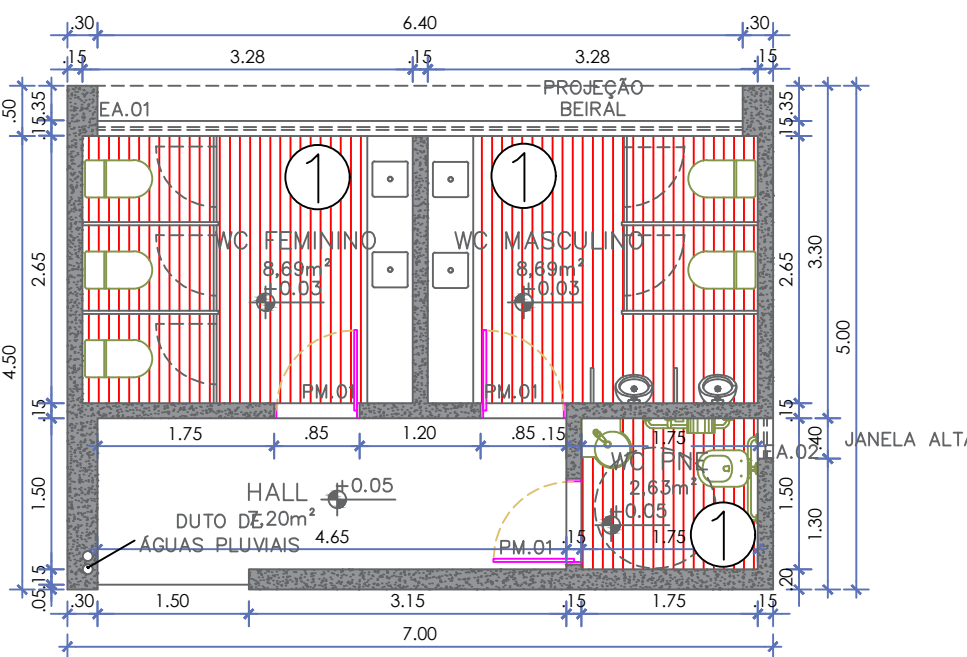 .30 6.40 .30
.15 3.28 .15 3.28 .15
PROJEÇÃO
BEIRAL
EA.01
.50 .35 .15
.35 .15
1 1
WC FEMININO WC MASCULINO
8,69m² 8,69m²
+0.03 +0.03
2.65 2.65 3.30
4.50 5.00
PM.01 PM.01
.15 .15
1.75 .85 1.20 .85 .15 1.75
.40 JANELA ALTA
EA.02
WC PNE
2,63m²
+0.05
HALL +0.05
7,20m²
DUTO DE
ÁGUAS PLUVIAIS
4.65 .15 1.75
PM.01
1
1.50 1.50 1.30
.15 .05 .20
.30 1.50 3.15 .15 1.75 .15
7.00